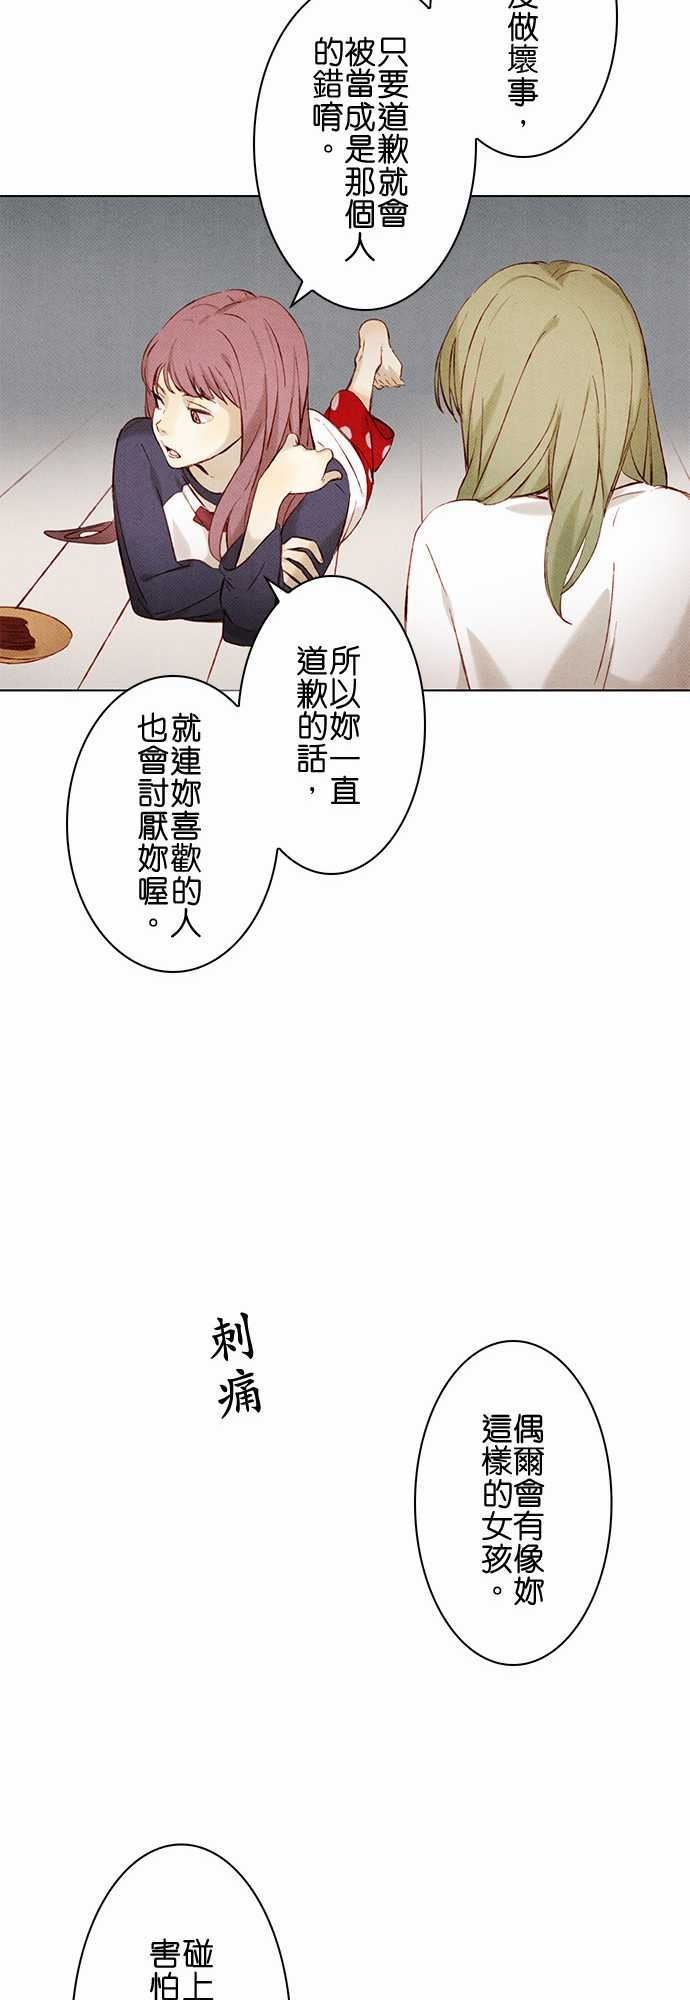 做壞事，
只要道歉就會
被當成是那個人
的錯唷。
所以妳一直
道歉的話，
就連妳喜歡的人
也會討厭妳喔。
刺痛
偶爾會有像妳
這樣的女孩。
碰上
害怕